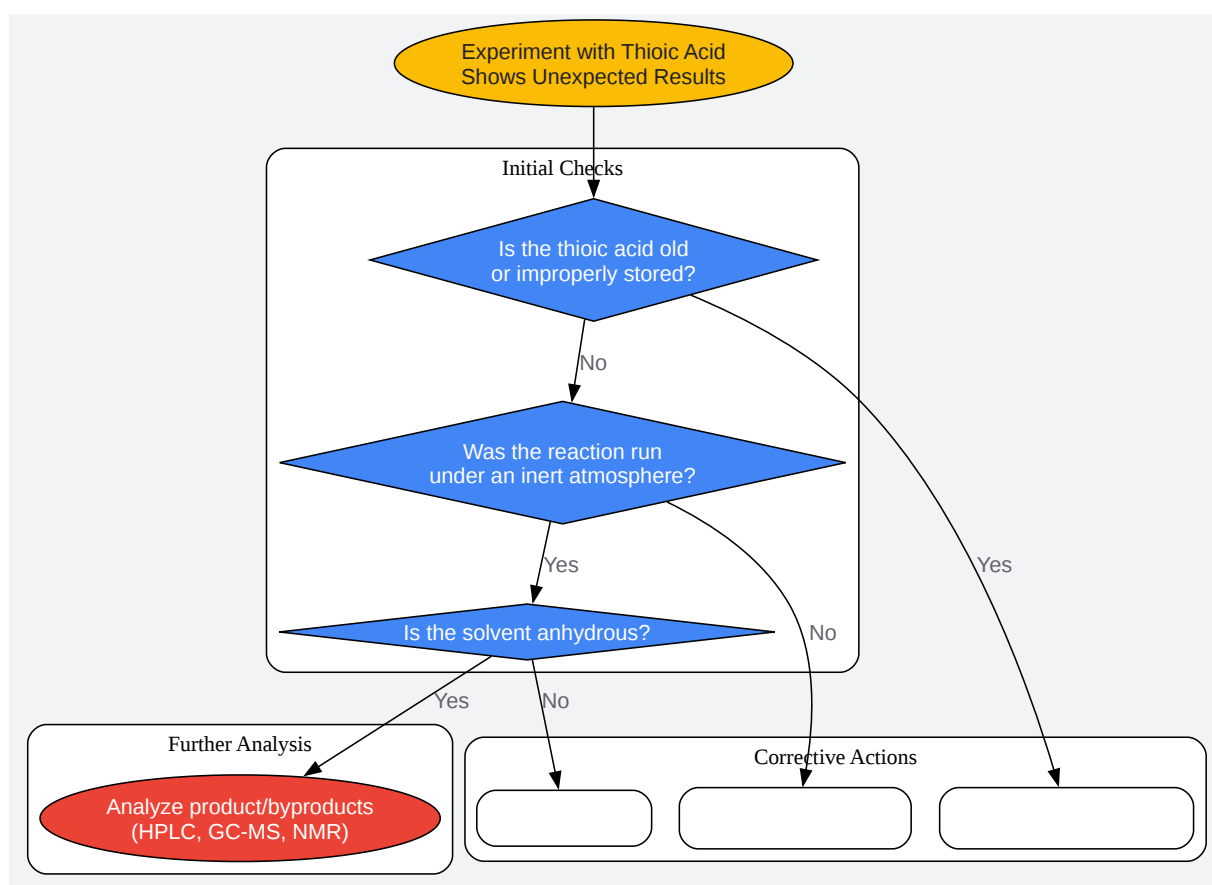 Experiment with Thioic Acid
Shows Unexpected Results
Initial Checks
Is the thioic acid old
or improperly stored?
No
Was the reaction run
under an inert atmosphere?
Yes
Yes
Is the solvent anhydrous?
No
Yes
No
Further Analysis
Corrective Actions
Analyze product/byproducts
(HPLC, GC-MS, NMR)